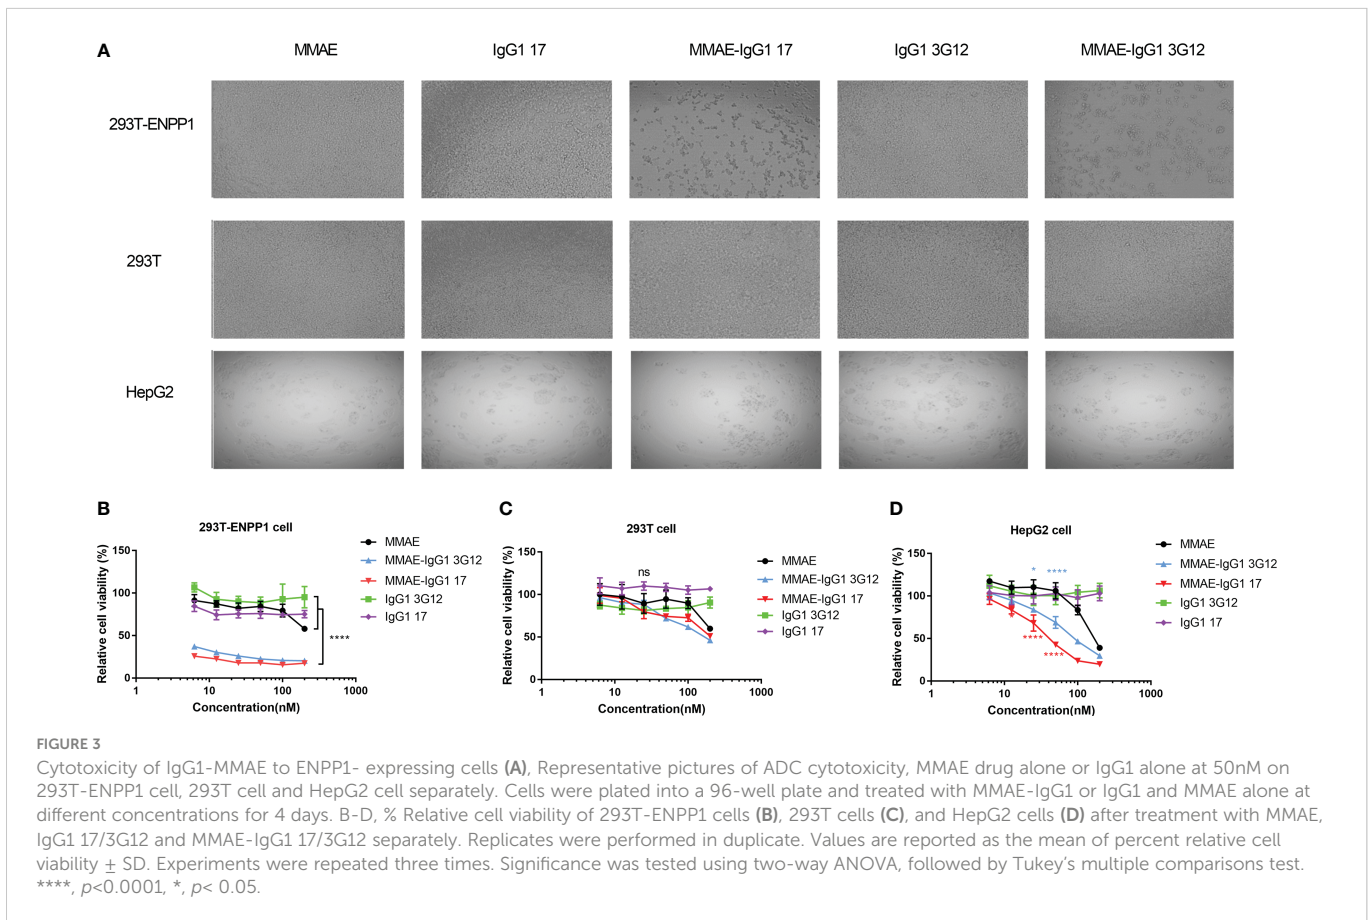 A
MMAE IgG1 17 MMAE-IgG1 17 IgG1 3G12 MMAE-IgG1 3G12
293T-ENPP1
293T
HepG2
B
293T-ENPP1 cell
Relative cell viability (%)
150
100
50
0
1 10 100 1000
Concentration(nM)
****
MMAE
MMAE-IgG1 3G12
MMAE-IgG1 17
IgG1 3G12
IgG1 17
C
293T cell
Relative cell viability (%)
150
100
50
0
1 10 100 1000
Concentration(nM)
ns
MMAE
MMAE-IgG1 3G12
MMAE-IgG1 17
IgG1 3G12
IgG1 17
D
HepG2 cell
Relative cell viability (%)
150
100
50
0
1 10 100 1000
Concentration(nM)
* ****
*
****
****
MMAE
MMAE-IgG1 3G12
MMAE-IgG1 17
IgG1 3G12
IgG1 17
FIGURE 3
Cytotoxicity of IgG1-MMAE to ENPP1- expressing cells (A), Representative pictures of ADC cytotoxicity, MMAE drug alone or IgG1 alone at 50nM on
293T-ENPP1 cell, 293T cell and HepG2 cell separately. Cells were plated into a 96-well plate and treated with MMAE-IgG1 or IgG1 and MMAE alone at
different concentrations for 4 days. B-D, % Relative cell viability of 293T-ENPP1 cells (B), 293T cells (C), and HepG2 cells (D) after treatment with MMAE,
IgG1 17/3G12 and MMAE-IgG1 17/3G12 separately. Replicates were performed in duplicate. Values are reported as the mean of percent relative cell
viability ± SD. Experiments were repeated three times. Significance was tested using two-way ANOVA, followed by Tukey's multiple comparisons test.
****, p<0.0001, *, p< 0.05.